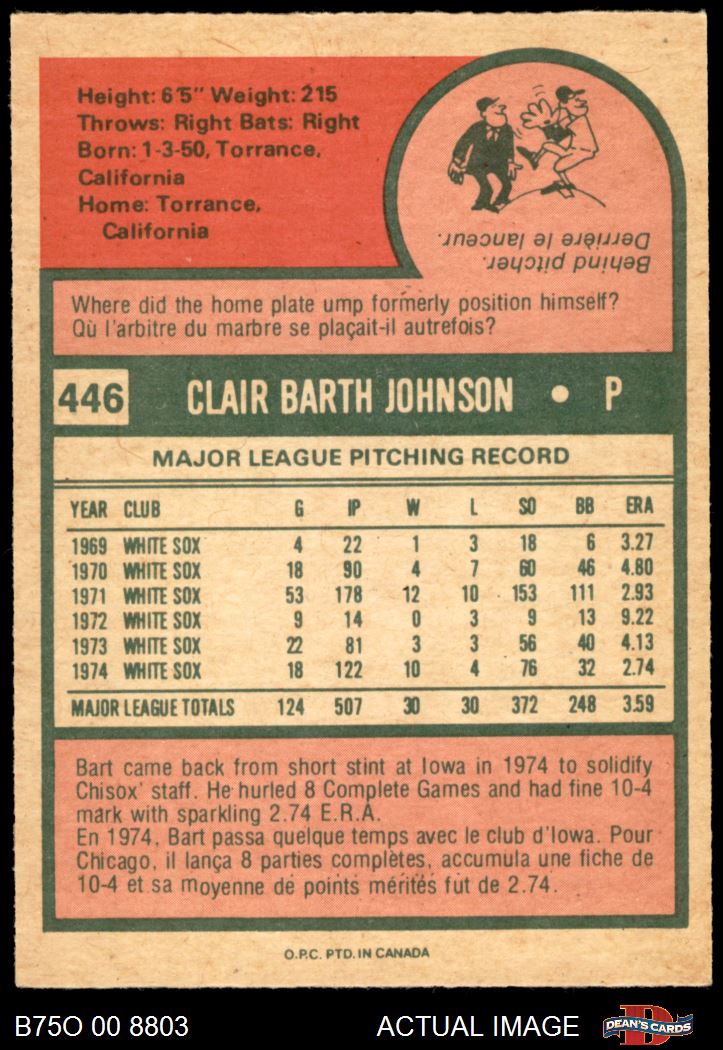 Height: 6'5" Weight: 215
Throws: Right Bats: Right
Born: 1-3-50, Torrance,
California
Home: Torrance,
California
Behind pitcher.
Derrière le lanceur.
Where did the home plate ump formerly position himself?
Qù l'arbitre du marbre se plaçait-il autrefois?
446 CLAIR BARTH JOHNSON • P
MAJOR LEAGUE PITCHING RECORD
YEAR CLUB G IP W L SO BB ERA
1969 WHITE SOX 4 22 1 3 18 6 3.27
1970 WHITE SOX 18 90 4 7 60 46 4.80
1971 WHITE SOX 53 178 12 10 153 111 2.93
1972 WHITE SOX 9 14 0 3 9 13 9.22
1973 WHITE SOX 22 81 3 3 56 40 4.13
1974 WHITE SOX 18 122 10 4 76 32 2.74
MAJOR LEAGUE TOTALS 124 507 30 30 372 248 3.59
Bart came back from short stint at Iowa in 1974 to solidify
Chisox' staff. He hurled 8 Complete Games and had fine 10-4
mark with sparkling 2.74 E.R.A.
En 1974, Bart passa quelque temps avec le club d'Iowa. Pour
Chicago, il lança 8 parties complètes, accumula une fiche de
10-4 et sa moyenne de points mérités fut de 2.74.
O.P.C. PTD. IN CANADA
B75O 00 8803 ACTUAL IMAGE D DEAN'S CARDS